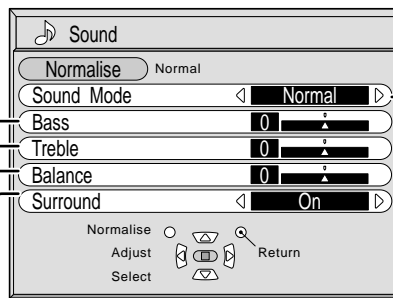 Sound
Normalise Normal
Sound Mode Normal
Bass 0
Treble 0
Balance 0
Surround On
Normalise
Adjust Return
Select